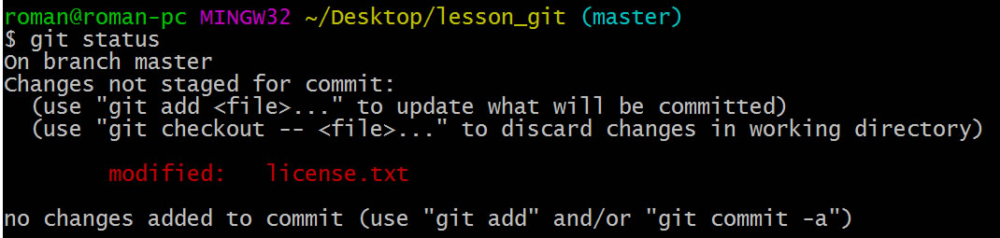 roman@roman-pc MINGW32 ~/Desktop/lesson_git (master)
$ git status
On branch master
Changes not staged for commit:
  (use "git add <file>..." to update what will be committed)
  (use "git checkout -- <file>..." to discard changes in working directory)

        modified:   license.txt

no changes added to commit (use "git add" and/or "git commit -a")